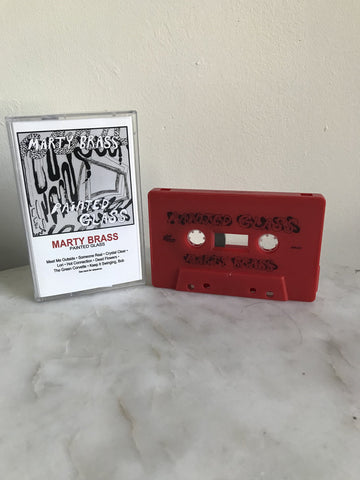 MARTY BRASS
PAINTED
GLASS
MARTY BRASS
PAINTED GLASS
Meet Me Outside • Someone Real • Crystal Clear •
Lori • Hot Connection • Dead Flowers •
The Green Corvette • Keep it Swinging, Bob
PAINTED GLASS
MARTY BRASS